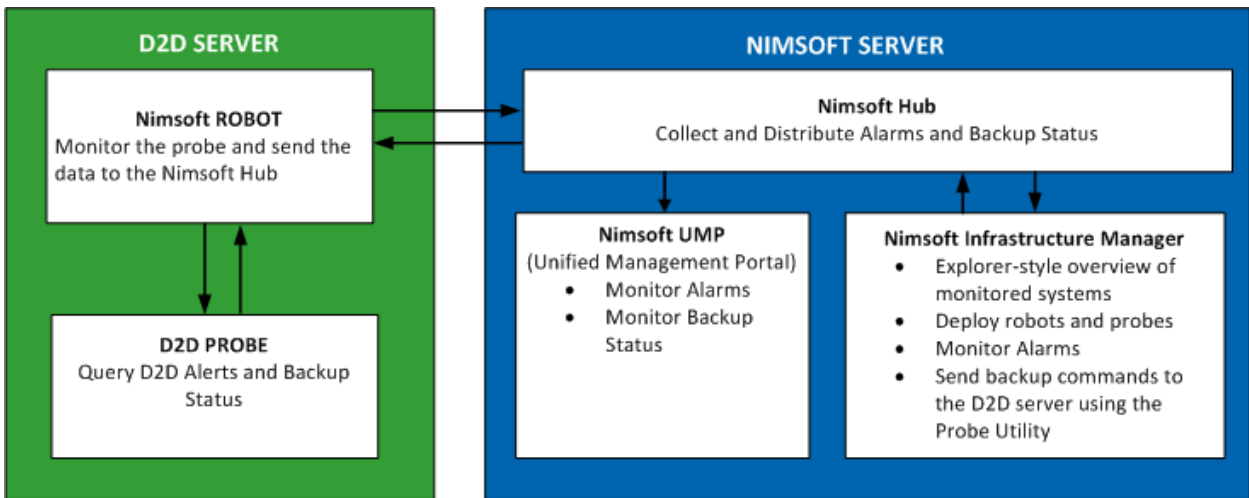 D2D SERVER
Nimsoft ROBOT
Monitor the probe and send the
data to the Nimsoft Hub
D2D PROBE
Query D2D Alerts and Backup
Status
NIMSOFT SERVER
Nimsoft Hub
Collect and Distribute Alarms and Backup Status
Nimsoft UMP
(Unified Management Portal)
• Monitor Alarms
• Monitor Backup
Status
Nimsoft Infrastructure Manager
• Explorer-style overview of
monitored systems
• Deploy robots and probes
• Monitor Alarms
• Send backup commands to
the D2D server using the
Probe Utility